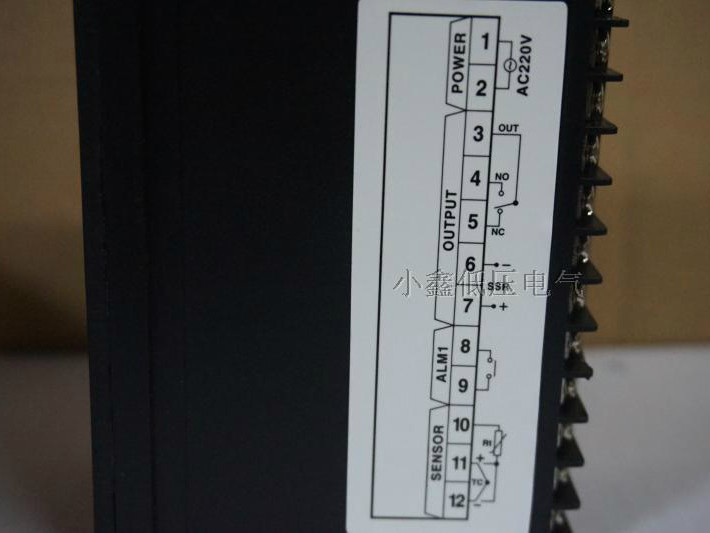 POWER
1
2
AC220V
OUTPUT
3
OUT
4
NO
5
NC
6
−
SSR
7
+
小鑫低压电气
ALM1
8
9
SENSOR
10
Rt
11
+
TC
12
−